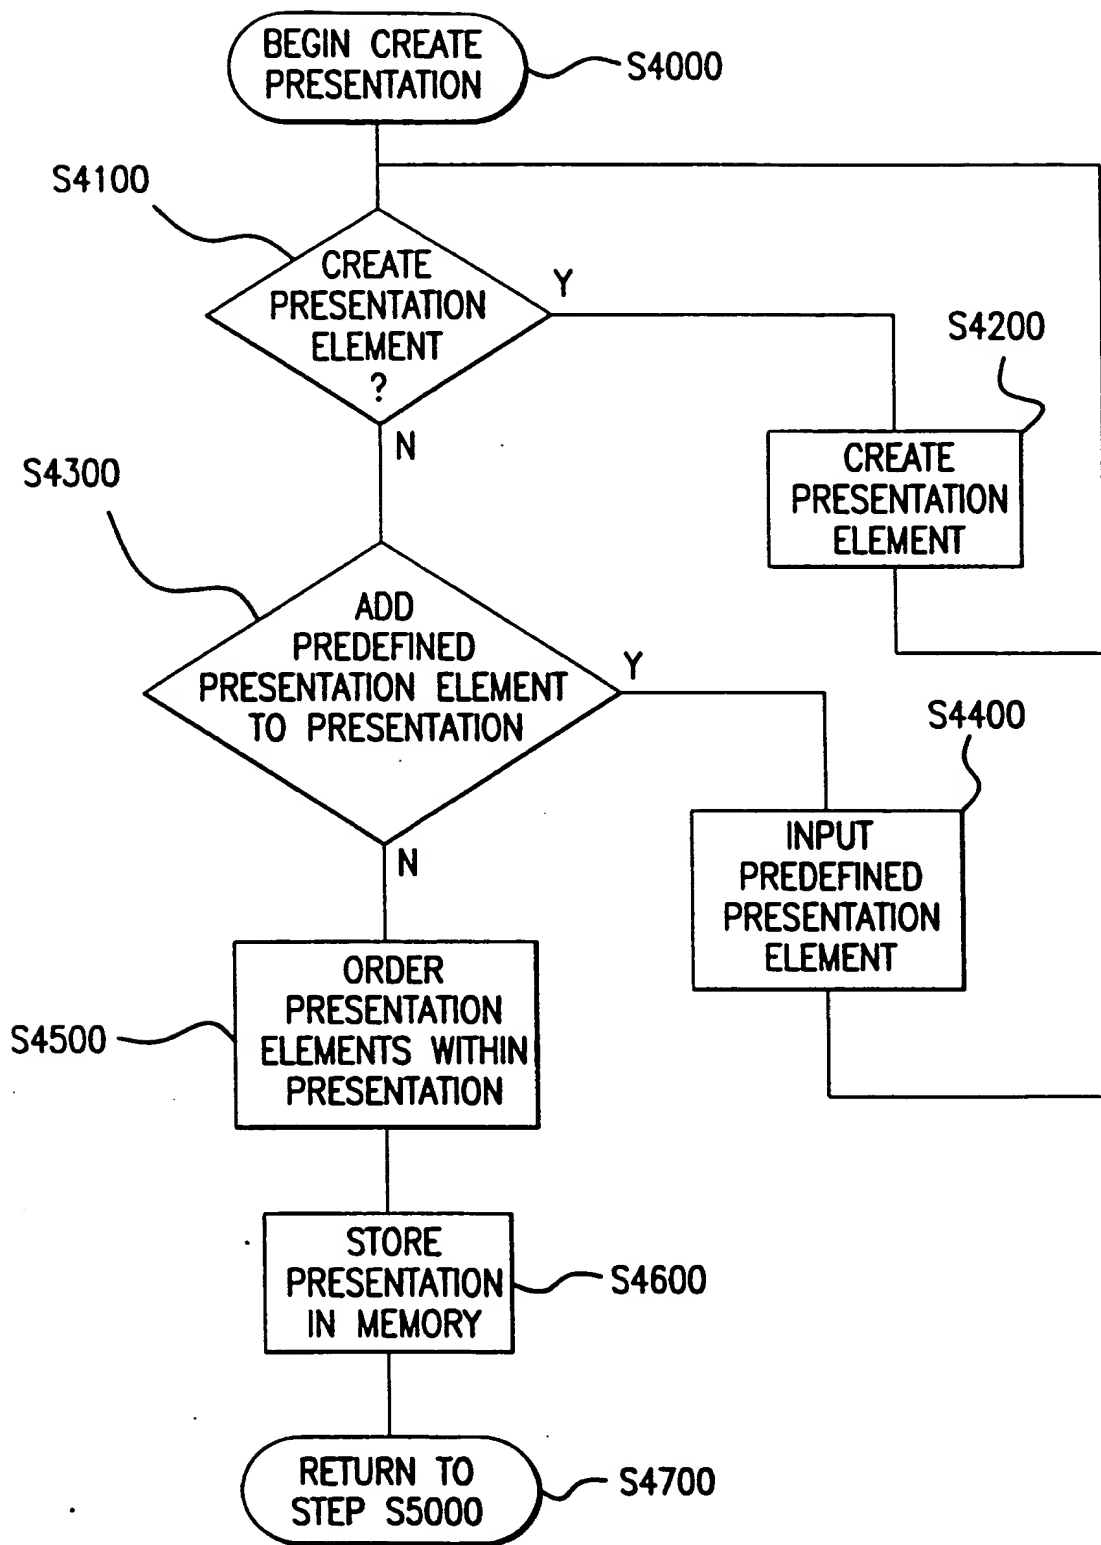 BEGIN CREATE
PRESENTATION
S4000
S4100
CREATE
PRESENTATION
ELEMENT
?
Y
N
S4200
CREATE
PRESENTATION
ELEMENT
S4300
ADD
PREDEFINED
PRESENTATION ELEMENT
TO PRESENTATION
Y
N
S4400
INPUT
PREDEFINED
PRESENTATION
ELEMENT
ORDER
PRESENTATION
ELEMENTS WITHIN
PRESENTATION
S4500
STORE
PRESENTATION
IN MEMORY
S4600
RETURN TO
STEP S5000
S4700